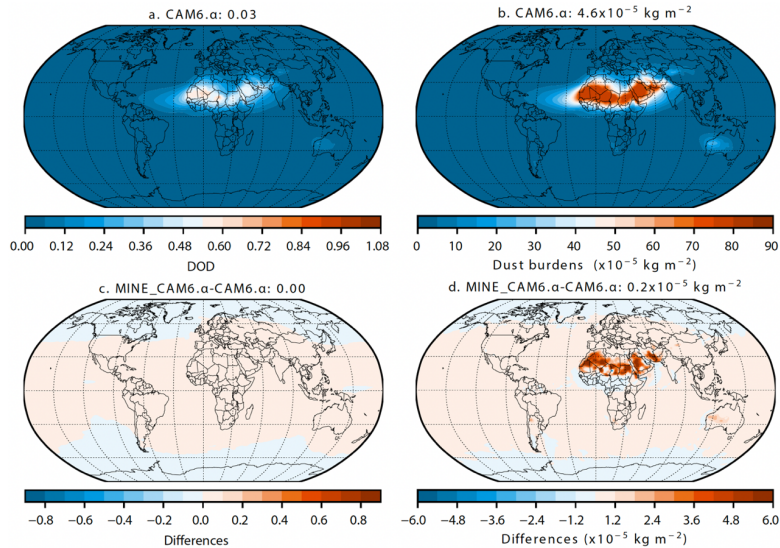 a. CAM6.α: 0.03
b. CAM6.α: 4.6x10⁻⁵ kg m⁻²
0.00 0.12 0.24 0.36 0.48 0.60 0.72 0.84 0.96 1.08
DOD
0 10 20 30 40 50 60 70 80 90
Dust burdens (x10⁻⁵ kg m⁻²)
c. MINE_CAM6.α-CAM6.α: 0.00
d. MINE_CAM6.α-CAM6.α: 0.2x10⁻⁵ kg m⁻²
−0.8 −0.6 −0.4 −0.2 0.0 0.2 0.4 0.6 0.8
Differences
−6.0 −4.8 −3.6 −2.4 −1.2 0.0 1.2 2.4 3.6 4.8 6.0
Differences (x10⁻⁵ kg m⁻²)